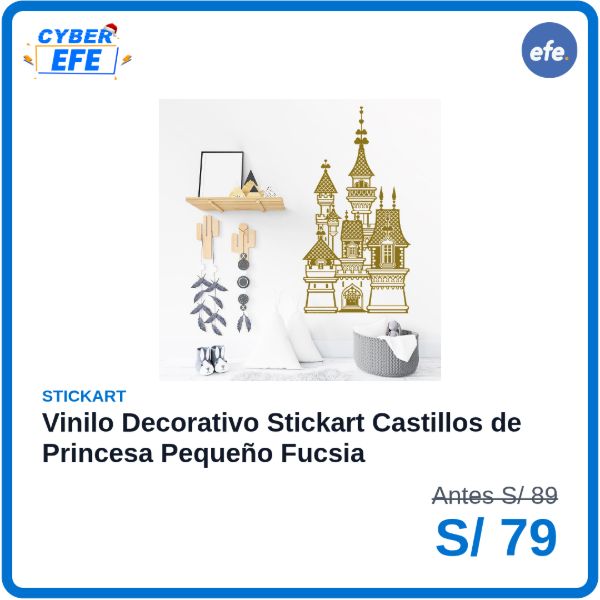 CYBER
EFE
efe.
STICKART
Vinilo Decorativo Stickart Castillos de
Princesa Pequeño Fucsia
Antes S/ 89
S/ 79